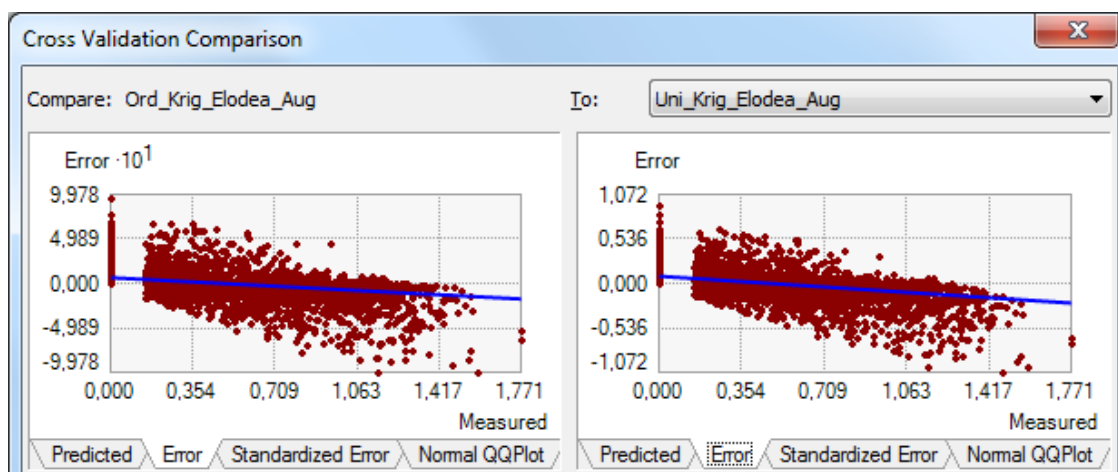 Cross Validation Comparison
Compare: Ord_Krig_Elodea_Aug
To: Uni_Krig_Elodea_Aug
Error ·10¹
9,978
4,989
0,000
-4,989
-9,978
0,000 0,354 0,709 1,063 1,417 1,771
Measured
Predicted Error Standardized Error Normal QQPlot
Error
1,072
0,536
0,000
-0,536
-1,072
0,000 0,354 0,709 1,063 1,417 1,771
Measured
Predicted Error Standardized Error Normal QQPlot